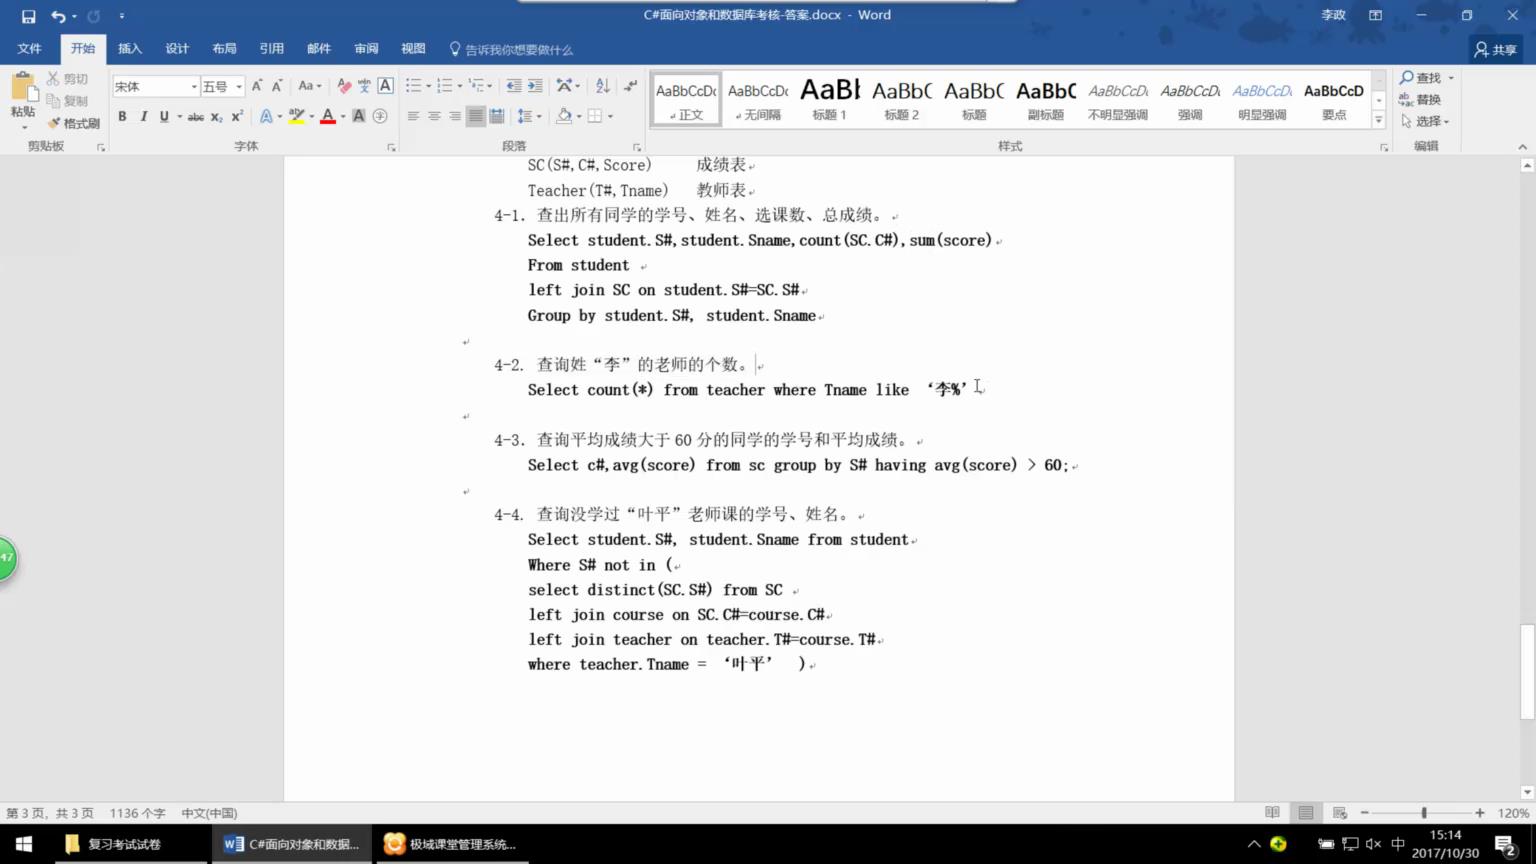 C#面向对象和数据库考核-答案.docx - Word
李政
文件 开始 插入 设计 布局 引用 邮件 审阅 视图 告诉我你想要做什么
共享
粘贴
剪切
复制
格式刷
宋体 五号
AaBbCcDc AaBbCcDc AaBl AaBbC AaBbC AaBbC AaBbCcDc AaBbCcDc AaBbCcDc AaBbCcD
正文 无间隔 标题 1 标题 2 标题 副标题 不明显强调 强调 明显强调 要点
查找
替换
选择
剪贴板 字体 段落 样式 编辑
SC(S#,C#,Score) 成绩表
Teacher(T#,Tname) 教师表
4-1. 查出所有同学的学号、姓名、选课数、总成绩。
Select student.S#,student.Sname,count(SC.C#),sum(score)
From student
left join SC on student.S#=SC.S#
Group by student.S#, student.Sname
4-2. 查询姓“李”的老师的个数。
Select count(*) from teacher where Tname like ‘李%’
4-3. 查询平均成绩大于 60 分的同学的学号和平均成绩。
Select c#,avg(score) from sc group by S# having avg(score) > 60;
4-4. 查询没学过“叶平”老师课的学号、姓名。
Select student.S#, student.Sname from student
Where S# not in (
select distinct(SC.S#) from SC
left join course on SC.C#=course.C#
left join teacher on teacher.T#=course.T#
where teacher.Tname = ‘叶平’ )
47
第 3 页，共 3 页 1136 个字 中文(中国)
120%
复习考试试卷
C#面向对象和数据...
极域课堂管理系统...
中
15:14
2017/10/30
2